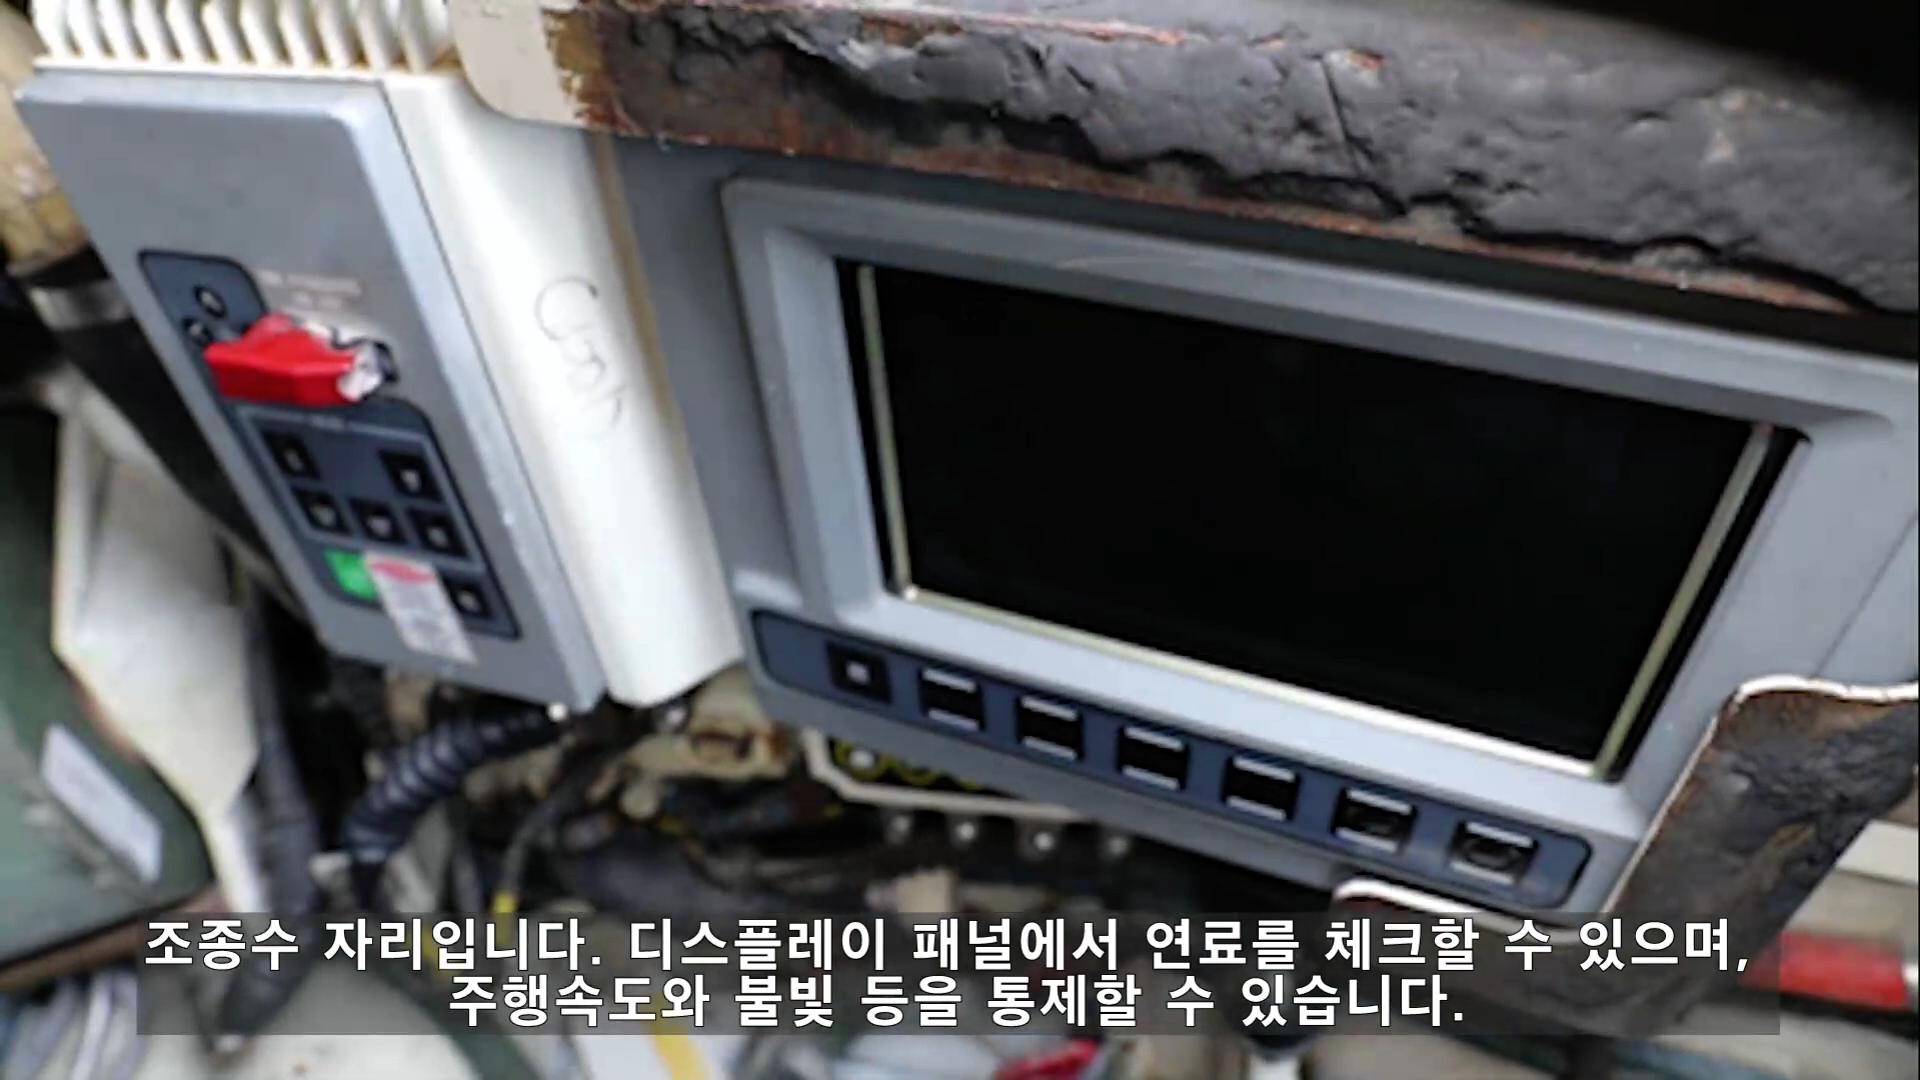 조종수 자리입니다. 디스플레이 패널에서 연료를 체크할 수 있으며,
주행속도와 불빛 등을 통제할 수 있습니다.